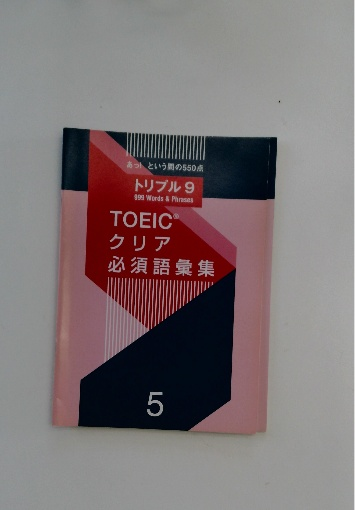 あっ! という間の550点
トリプル 9
999 Words & Phrases
TOEIC®
クリア
必須語彙集
5